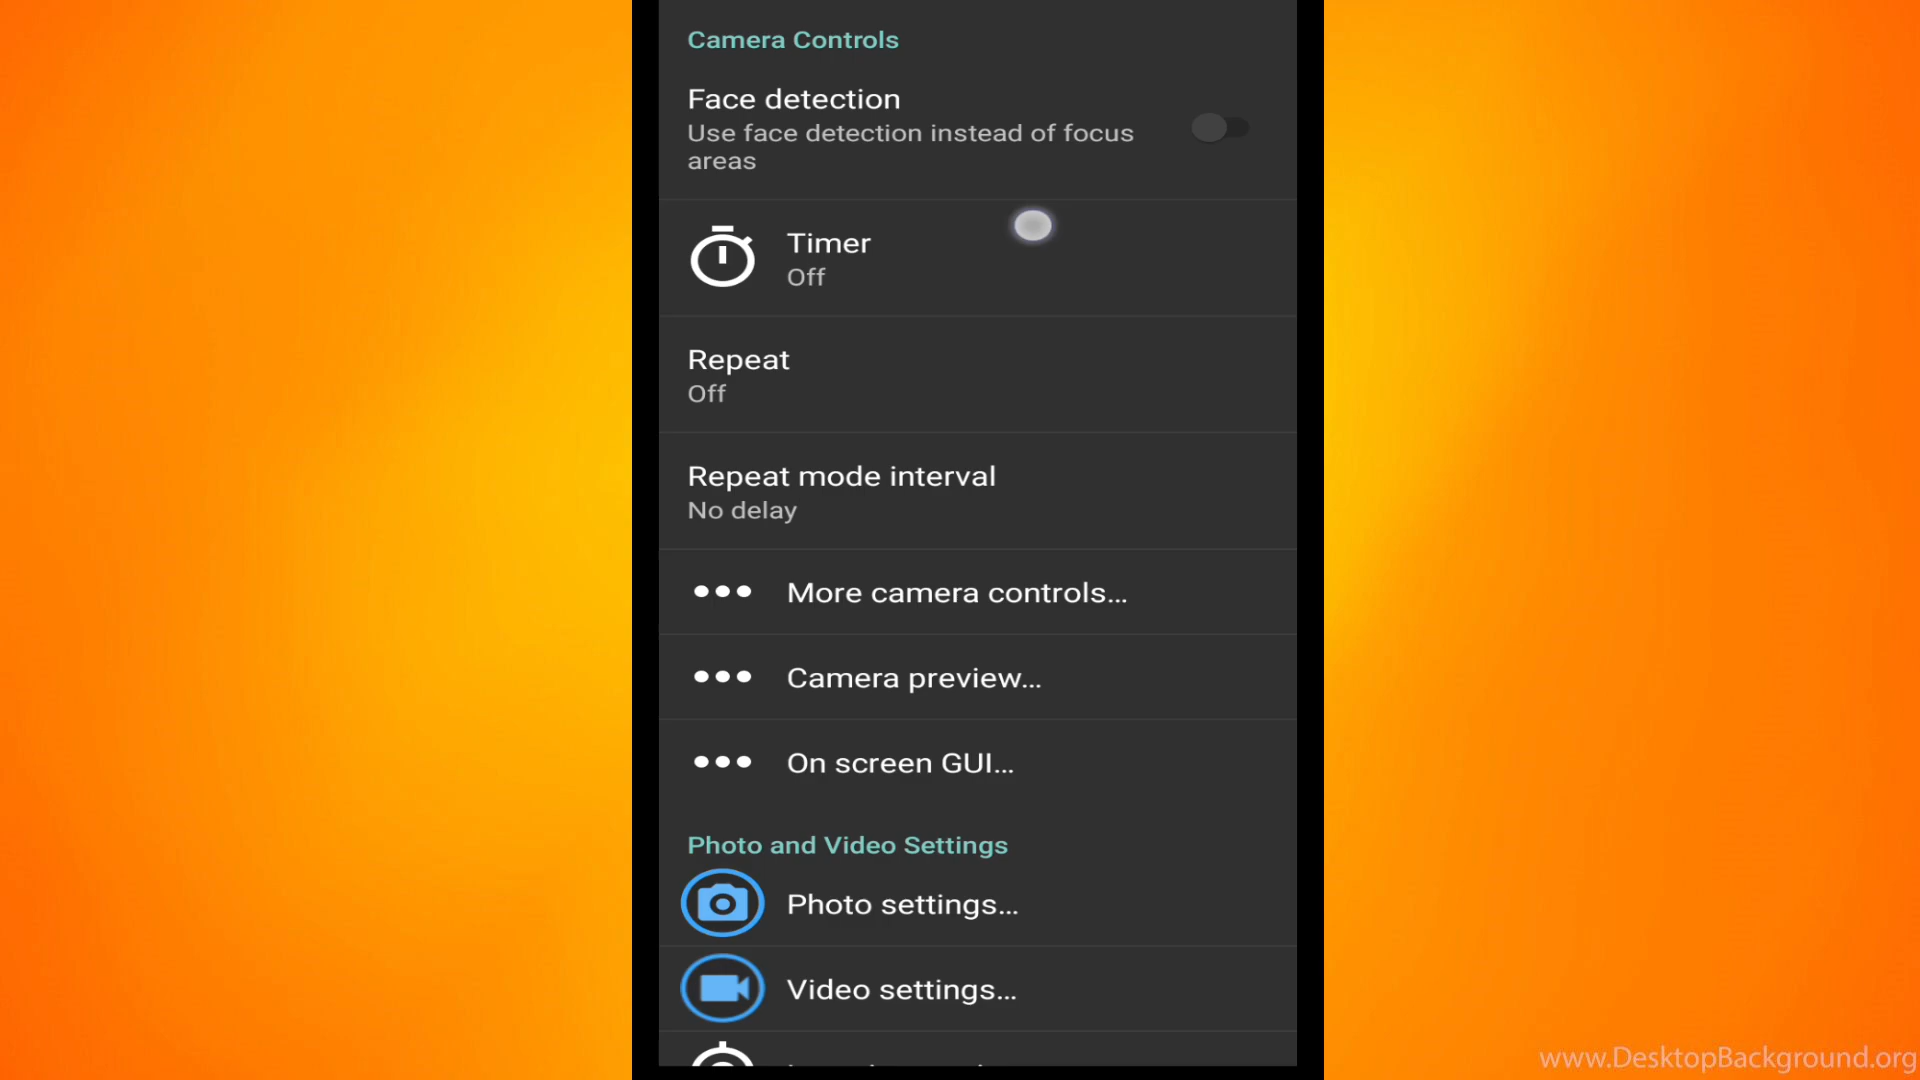 Camera Controls
Face detection
Use face detection instead of focus
areas
Timer
Off
Repeat
Off
Repeat mode interval
No delay
More camera controls...
Camera preview...
On screen GUI...
Photo and Video Settings
Photo settings...
Video settings...
www.DesktopBackground.org